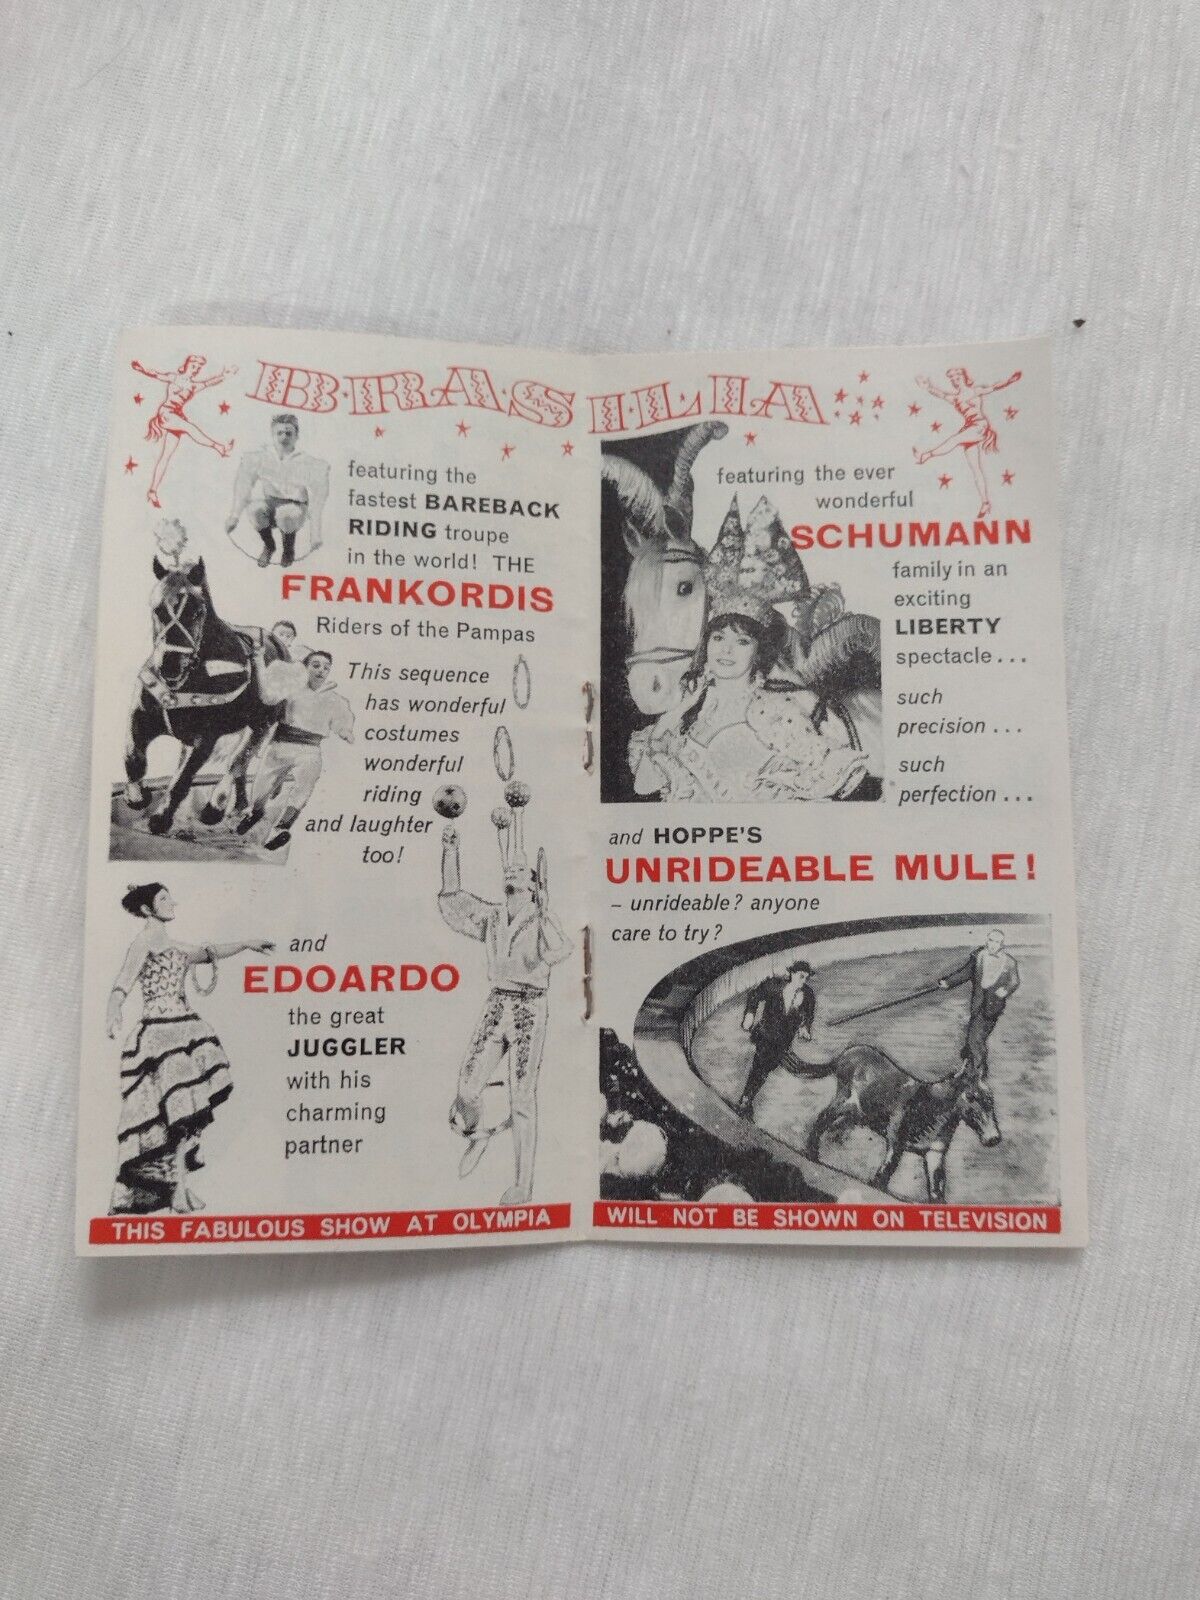 BRASILIA
featuring the
fastest BAREBACK
RIDING troupe
in the world! THE
FRANKORDIS
Riders of the Pampas
This sequence
has wonderful
costumes
wonderful
riding
and laughter
too!
and
EDOARDO
the great
JUGGLER
with his
charming
partner
THIS FABULOUS SHOW AT OLYMPIA
featuring the ever
wonderful
SCHUMANN
family in an
exciting
LIBERTY
spectacle...
such
precision...
such
perfection...
and HOPPE'S
UNRIDEABLE MULE!
– unrideable? anyone
care to try?
WILL NOT BE SHOWN ON TELEVISION